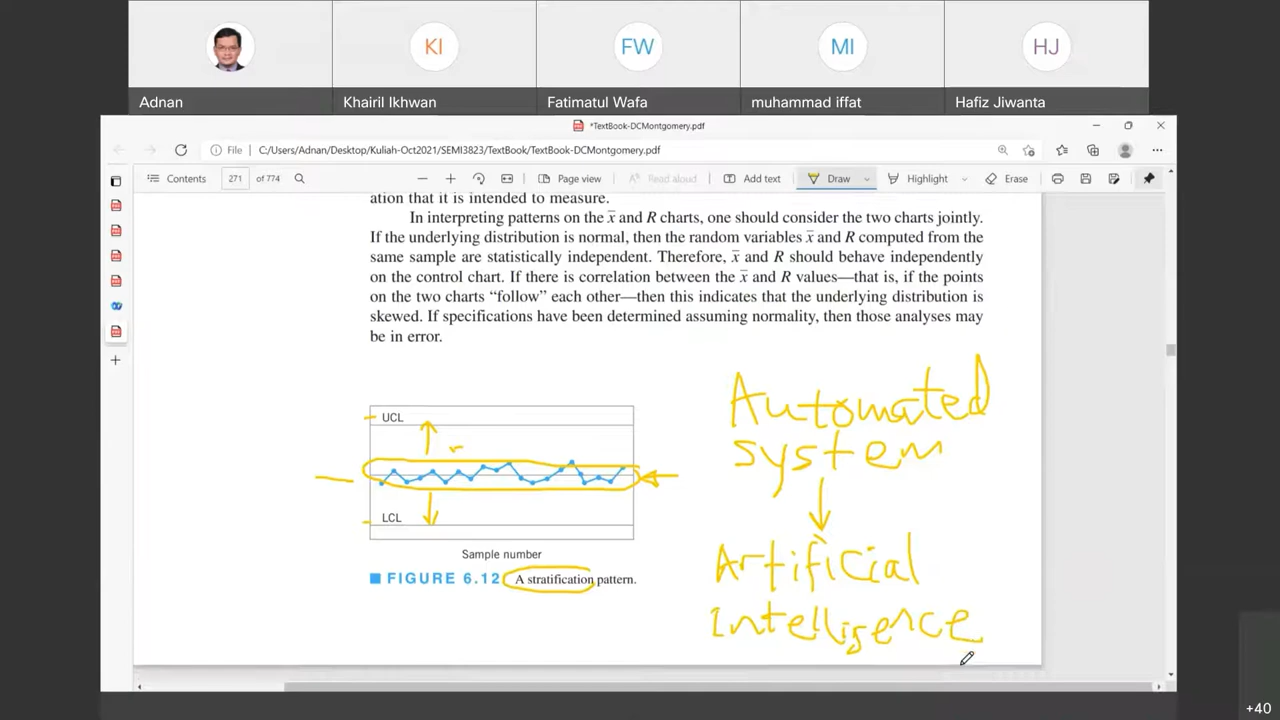 KI
FW
MI
HJ
Adnan
Khairil Ikhwan
Fatimatul Wafa
muhammad iffat
Hafiz Jiwanta
*TextBook-DCMontgomery.pdf
File
C:/Users/Adnan/Desktop/Kuliah-Oct2021/SEMI3823/TextBook/TextBook-DCMontgomery.pdf
Contents
271 of 774
Page view
Read aloud
Add text
Draw
Highlight
Erase
ation that it is intended to measure.
In interpreting patterns on the x̄ and R charts, one should consider the two charts jointly.
If the underlying distribution is normal, then the random variables x̄ and R computed from the
same sample are statistically independent. Therefore, x̄ and R should behave independently
on the control chart. If there is correlation between the x̄ and R values—that is, if the points
on the two charts “follow” each other—then this indicates that the underlying distribution is
skewed. If specifications have been determined assuming normality, then those analyses may
be in error.
UCL
LCL
Sample number
FIGURE 6.12 A stratification pattern.
Automated
system
Artificial
Intelligence
+40